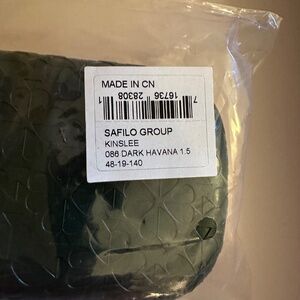 MADE IN CN
7 16736 28308 1
SAFILO GROUP
KINSLEE
086 DARK HAVANA 1.5
48-19-140